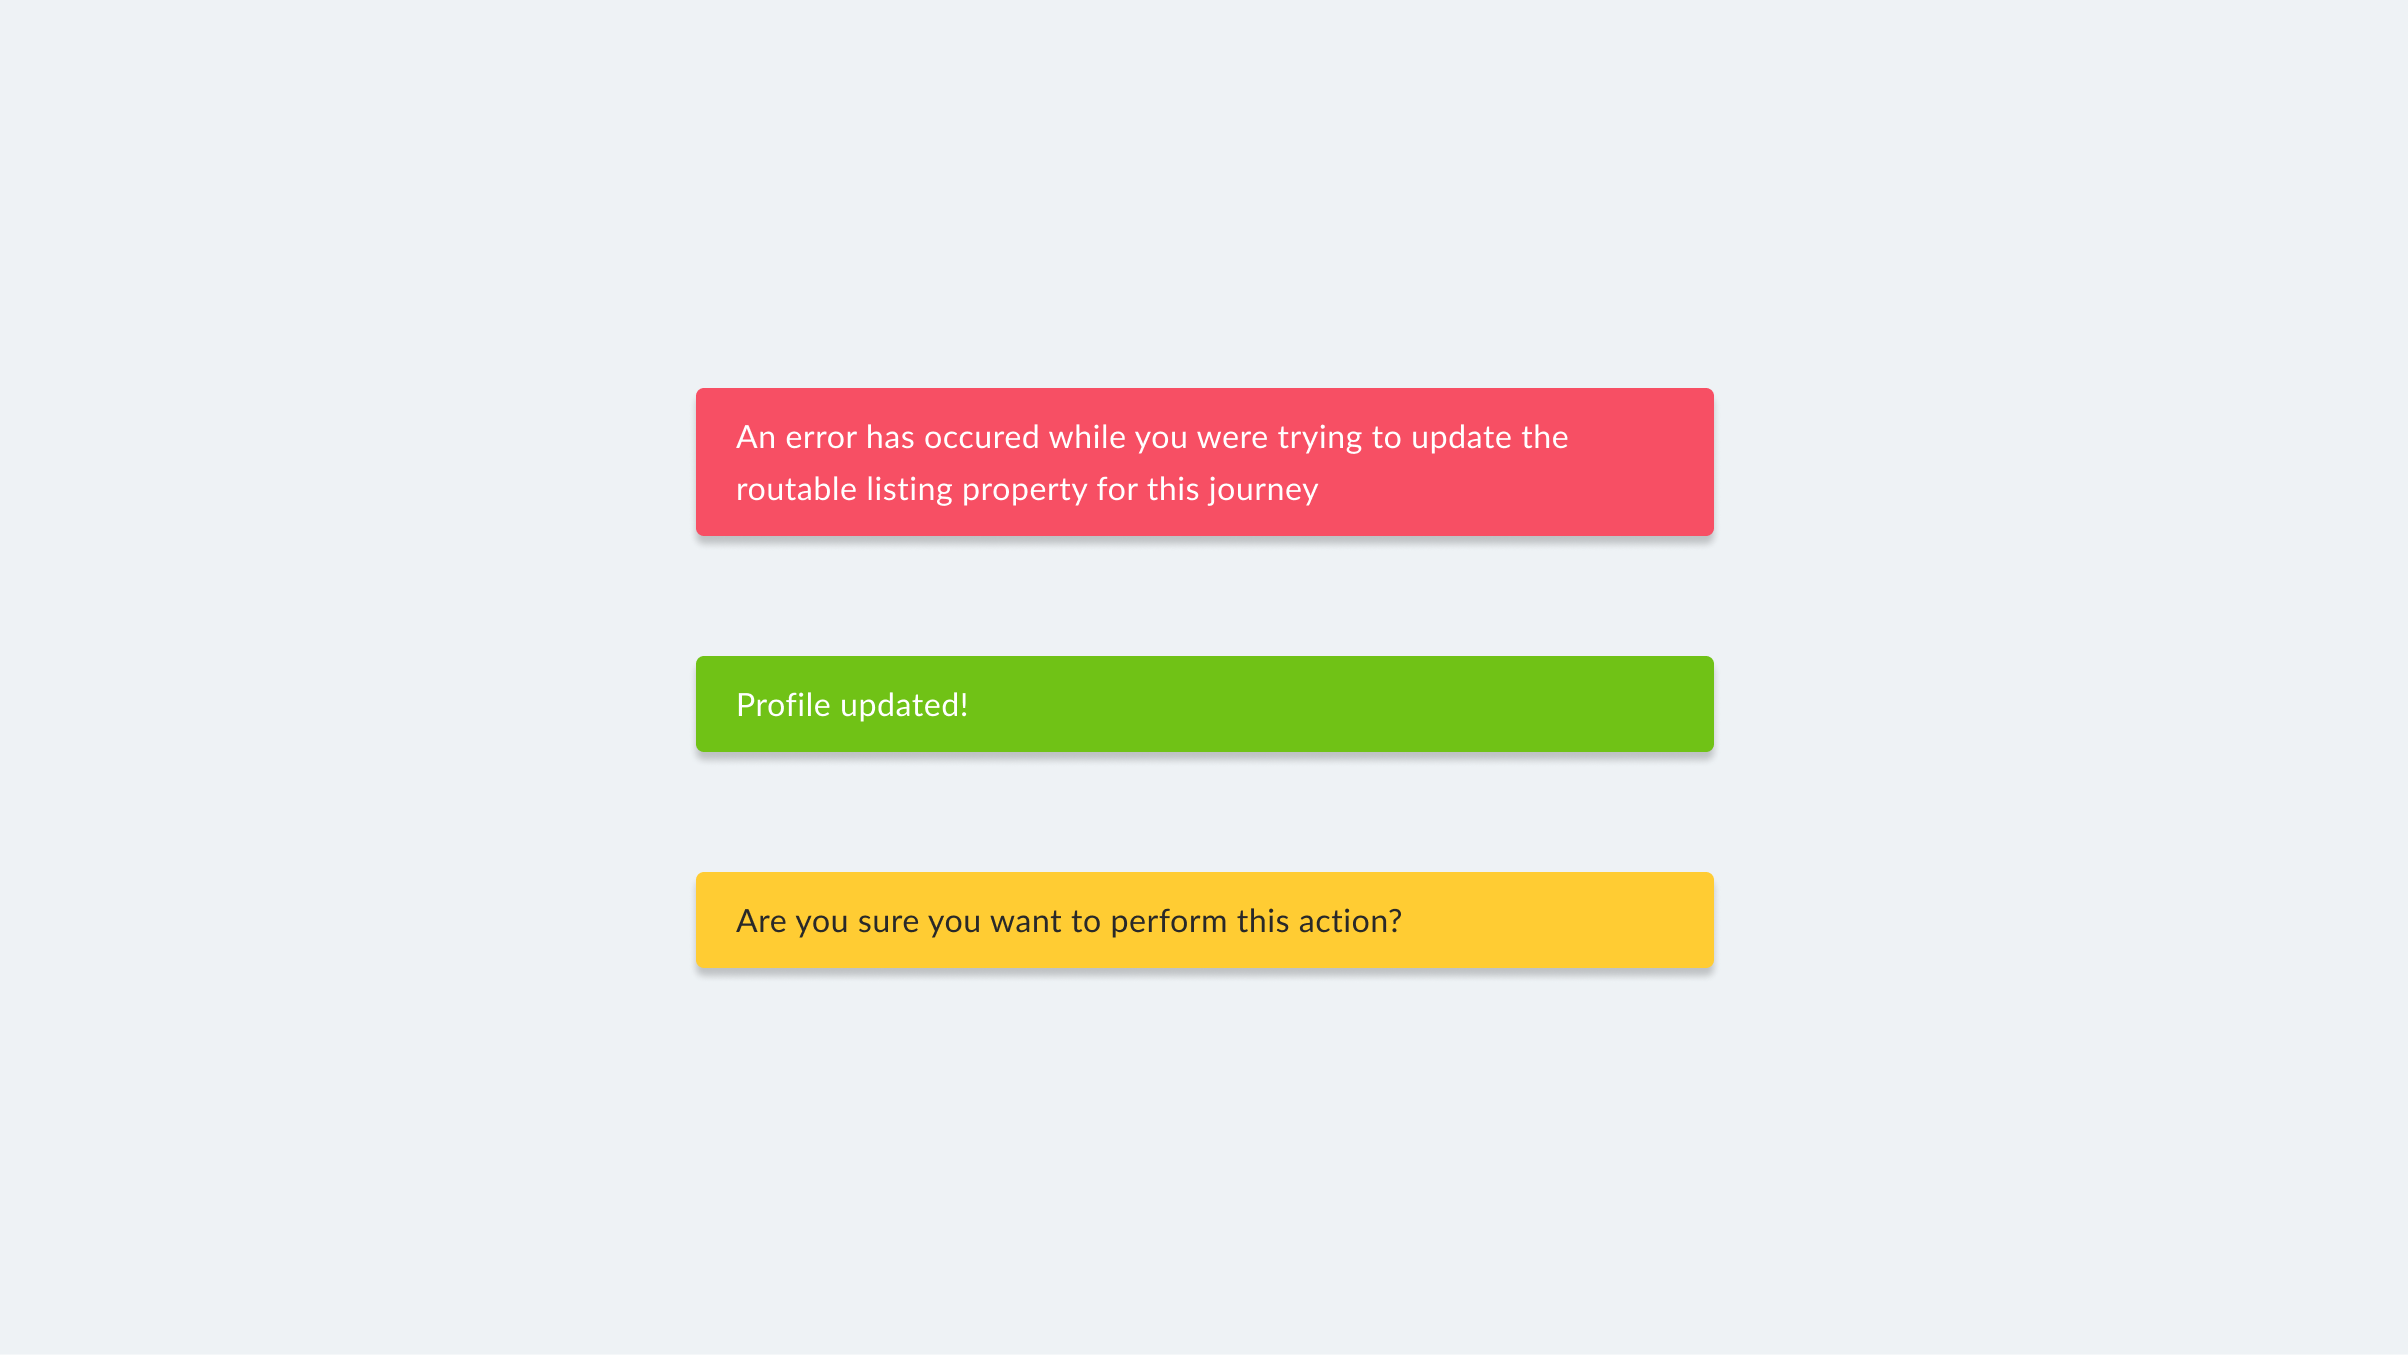 An error has occured while you were trying to update the
routable listing property for this journey
Profile updated!
Are you sure you want to perform this action?